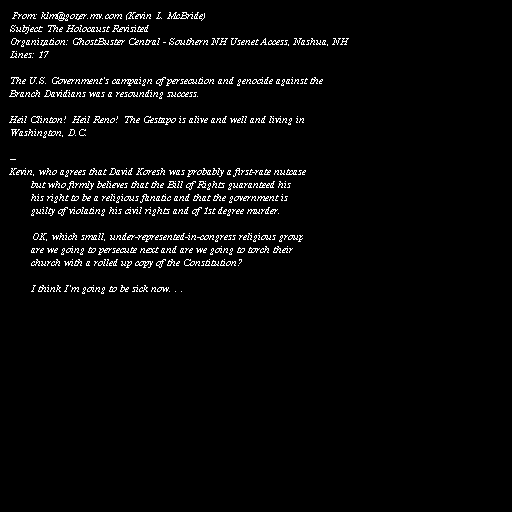 From: klm@gozer.mv.com (Kevin L. McBride)
Subject: The Holocaust Revisited
Organization: GhostBuster Central - Southern NH Usenet Access, Nashua, NH
Lines: 17

The U.S. Government's campaign of persecution and genocide against the
Branch Davidians was a resounding success.

Heil Clinton!  Heil Reno!  The Gestapo is alive and well and living in
Washington, D.C.

--
Kevin, who agrees that David Koresh was probably a first-rate nutcase
but who firmly believes that the Bill of Rights guaranteed his
his right to be a religious fanatic and that the government is
guilty of violating his civil rights and of 1st degree murder.

OK, which small, under-represented-in-congress religious group
are we going to persecute next and are we going to torch their
church with a rolled up copy of the Constitution?

I think I'm going to be sick now. . .